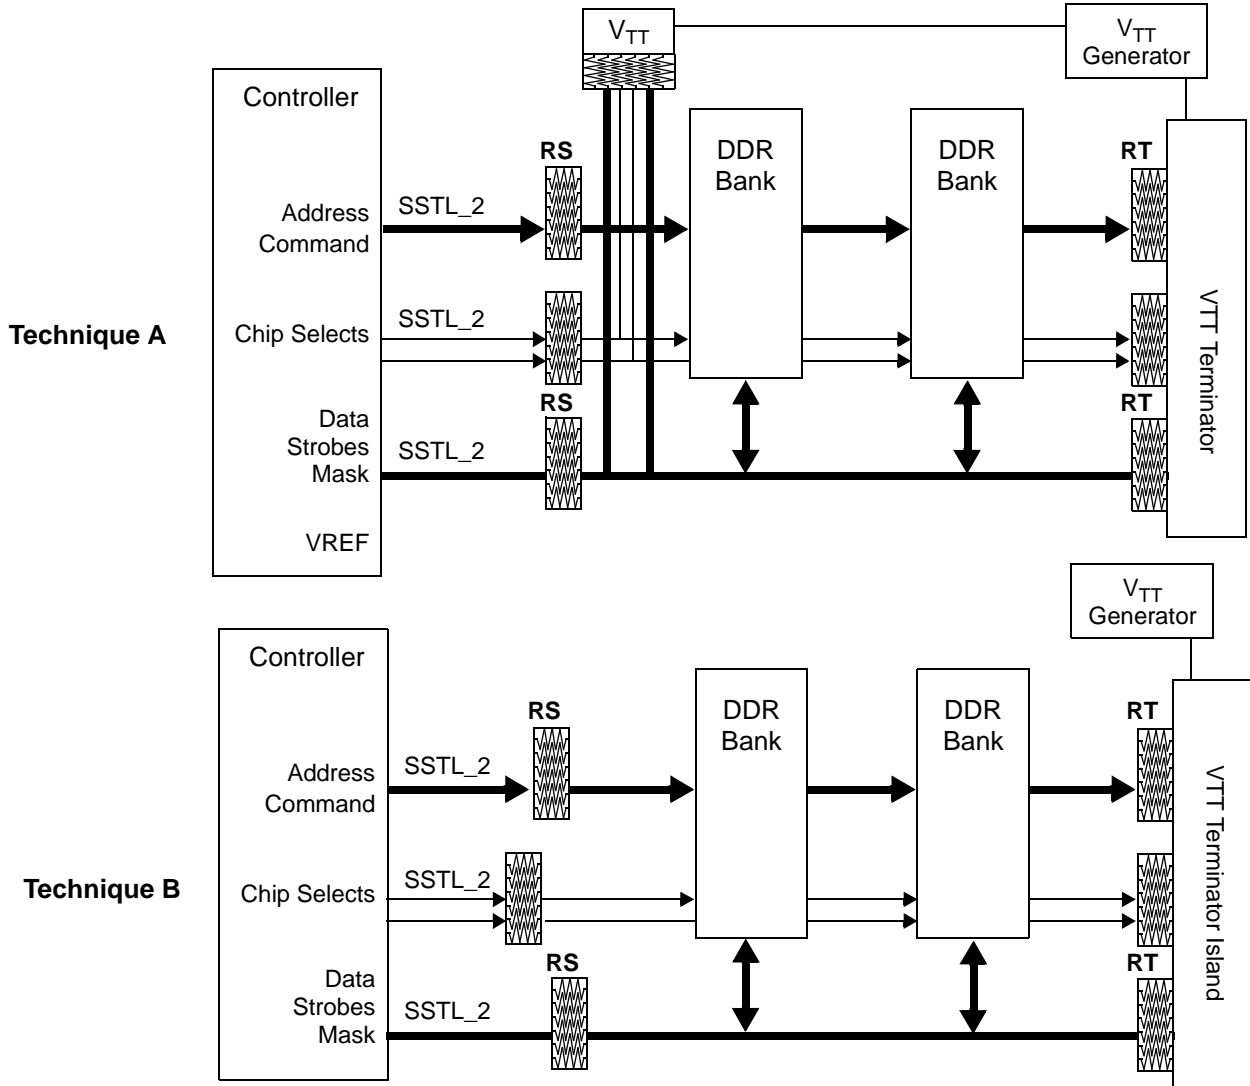 VTT
VTT
Generator
Controller
RS
DDR
Bank
DDR
Bank
RT
Address
Command
SSTL_2
Technique A
Chip Selects
SSTL_2
VTT Terminator
RS
RT
Data
Strobes
Mask
SSTL_2
VREF
VTT
Generator
Controller
RS
DDR
Bank
DDR
Bank
RT
Address
Command
SSTL_2
Technique B
Chip Selects
SSTL_2
VTT Terminator Island
RS
RT
Data
Strobes
Mask
SSTL_2